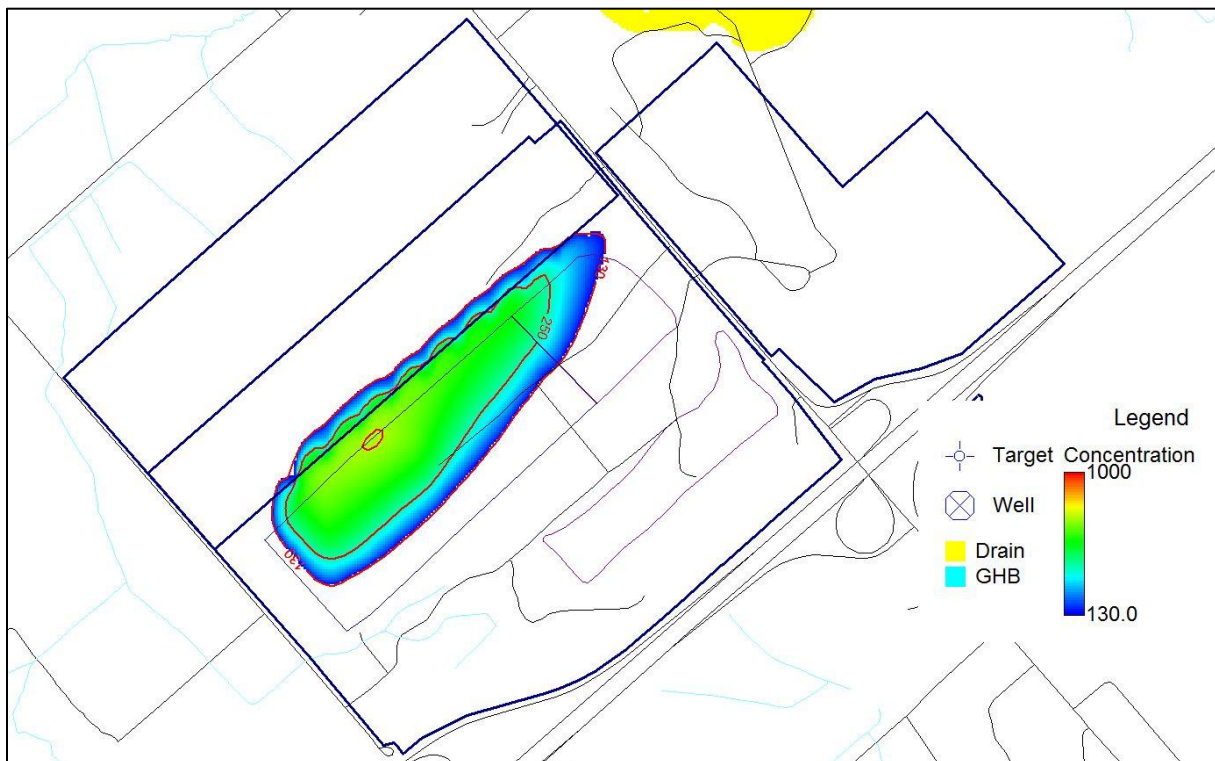 130
250
130
Legend
Target Concentration
1000
Well
Drain
GHB
130.0